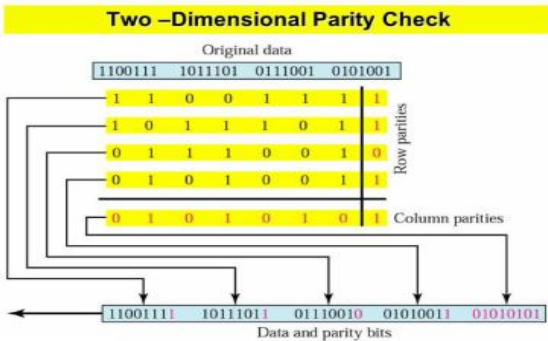 Two –Dimensional Parity Check
Original data
1100111 1011101 0111001 0101001
1 1 0 0 1 1 1 1
1 0 1 1 1 0 1 1
0 1 1 1 0 0 1 0
0 1 0 1 0 0 1 1
Row parities
0 1 0 1 0 1 0 1 Column parities
11001111 10111011 01110010 01010011 01010101
Data and parity bits